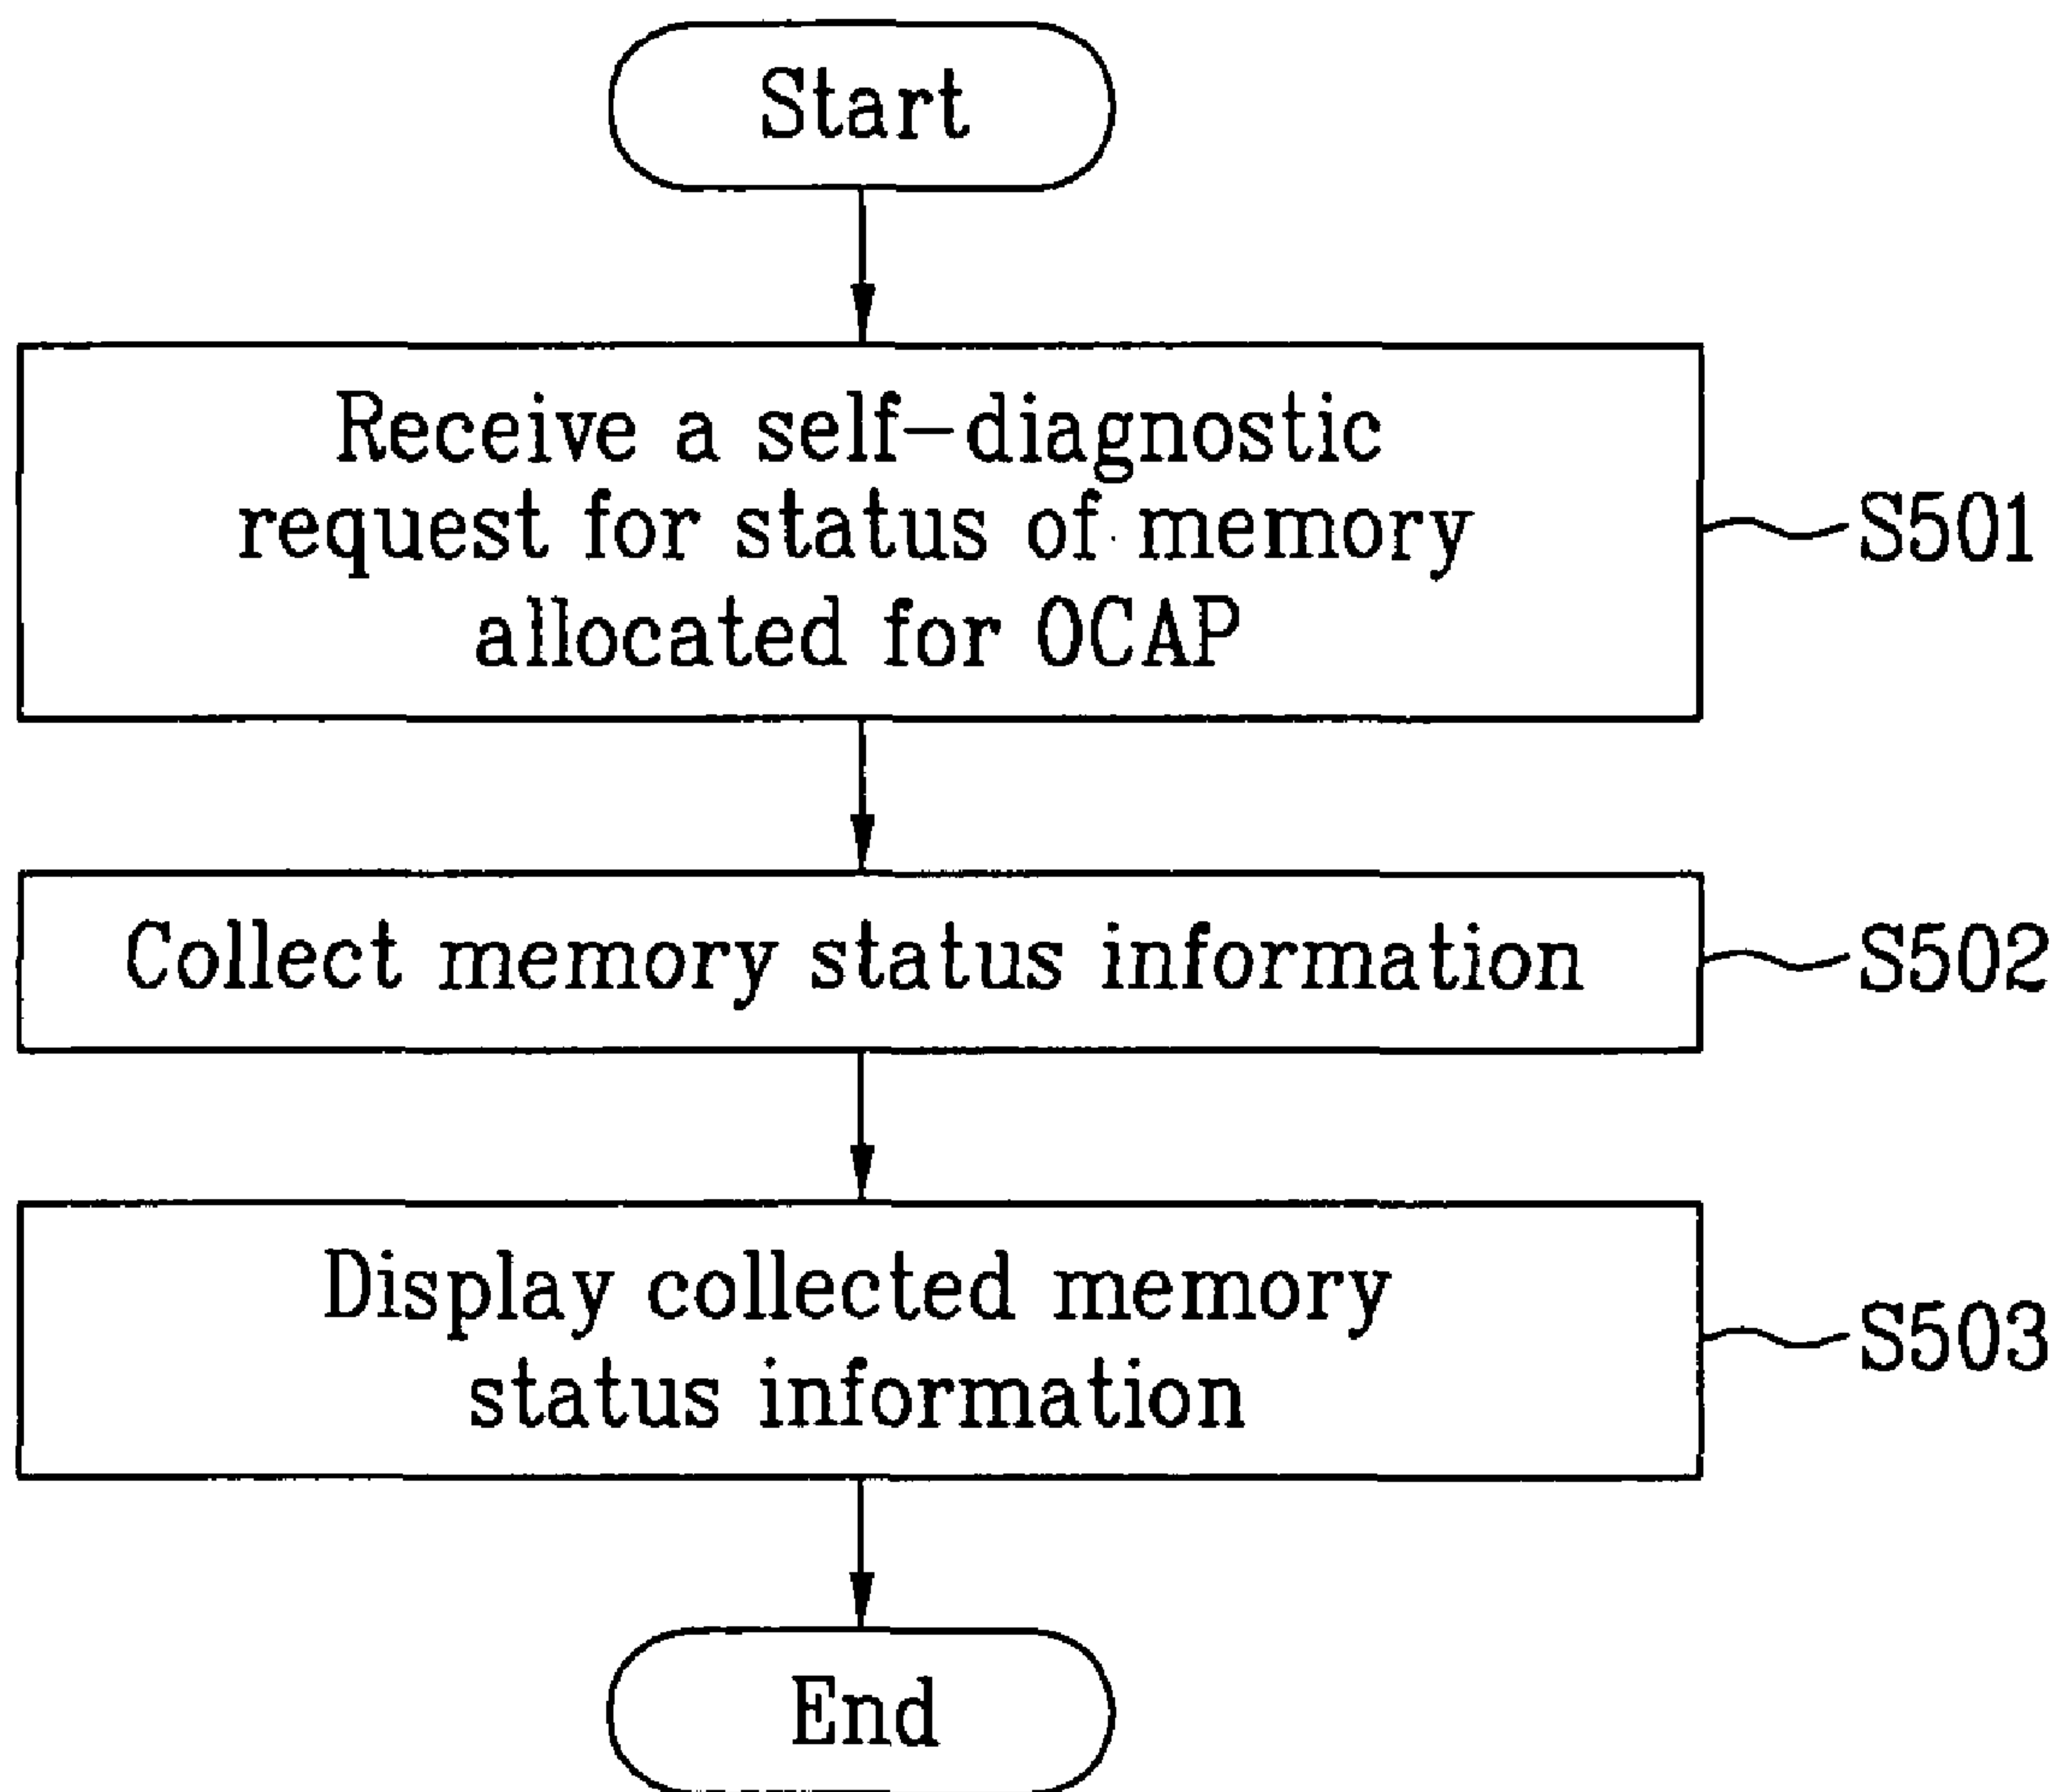 Start
Receive a self-diagnostic
request for status of memory
allocated for OCAP
S501
Collect memory status information
S502
Display collected memory
status information
S503
End